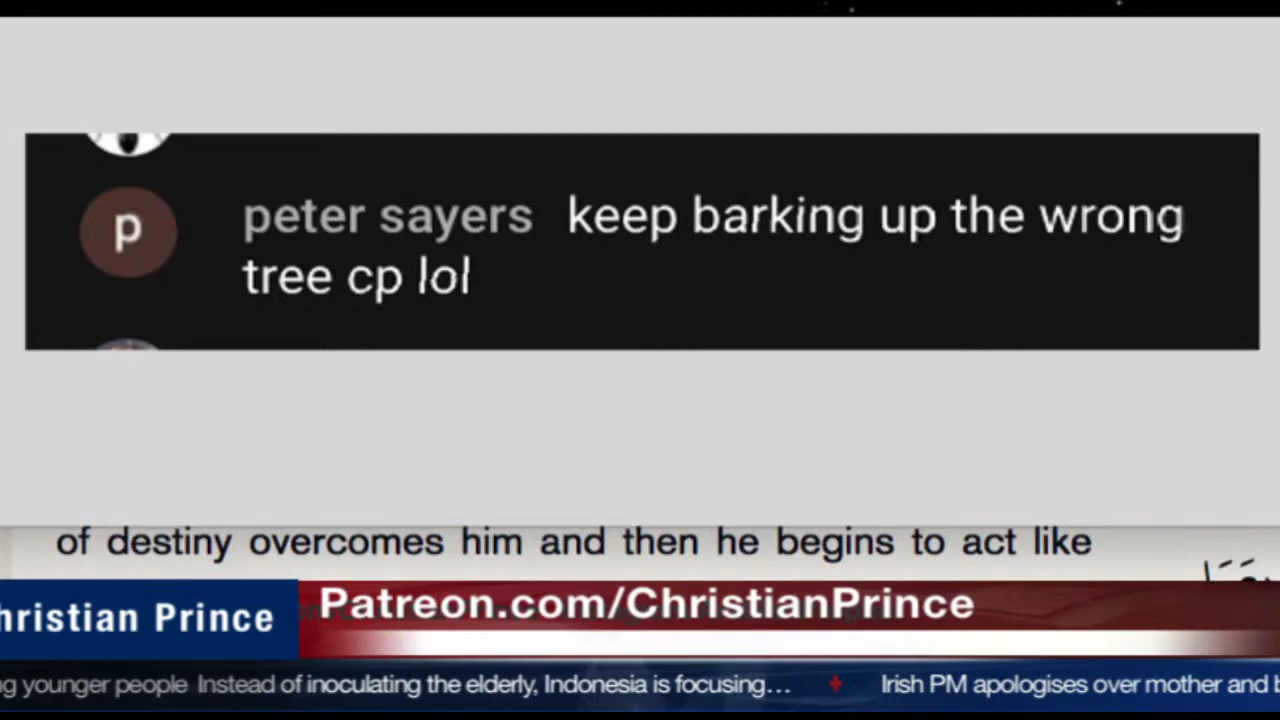 p
peter sayers keep barking up the wrong
tree cp lol
of destiny overcomes him and then he begins to act like
hristian Prince
Patreon.com/ChristianPrince
ng younger people Instead of inoculating the elderly, Indonesia is focusing... + Irish PM apologises over mother and b